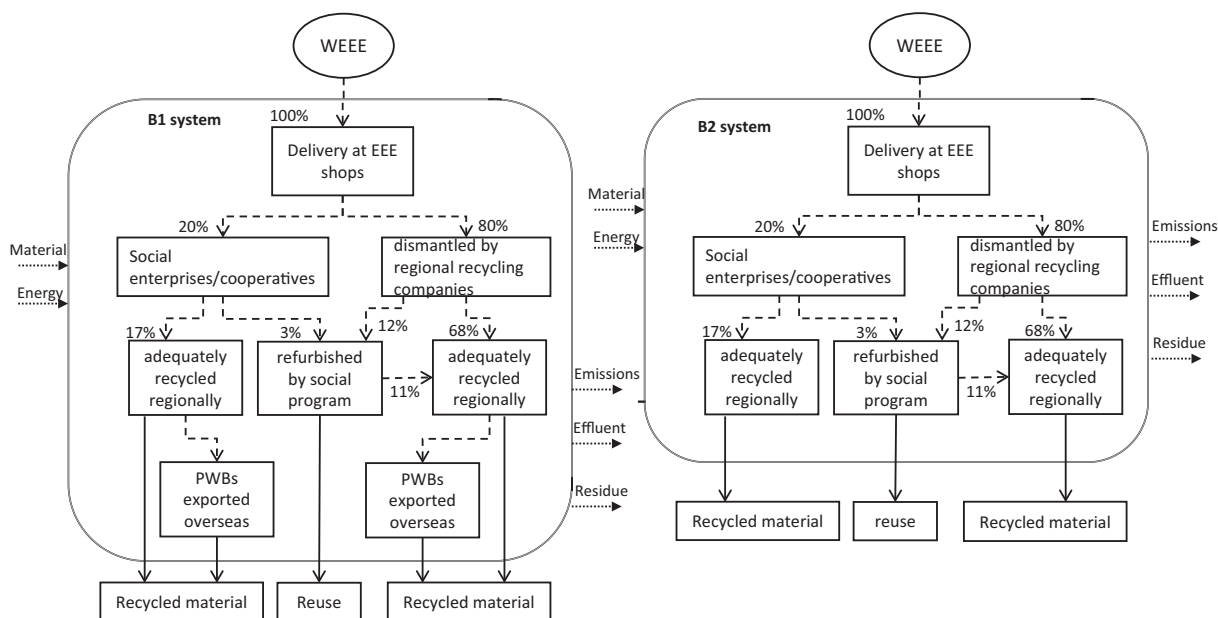 WEEE
B1 system
100%
Delivery at EEE
shops
20%
80%
Social
enterprises/cooperatives
dismantled by
regional recycling
companies
Material
Energy
17%
3%
12%
68%
adequately
recycled
regionally
refurbished
by social
program
11%
adequately
recycled
regionally
Emissions
Effluent
Residue
PWBs
exported
overseas
PWBs
exported
overseas
Recycled material
Reuse
Recycled material
WEEE
B2 system
100%
Delivery at EEE
shops
Material
Energy
20%
80%
Social
enterprises/cooperatives
dismantled by
regional recycling
companies
Emissions
Effluent
Residue
17%
3%
12%
68%
adequately
recycled
regionally
refurbished
by social
program
11%
adequately
recycled
regionally
Recycled material
reuse
Recycled material